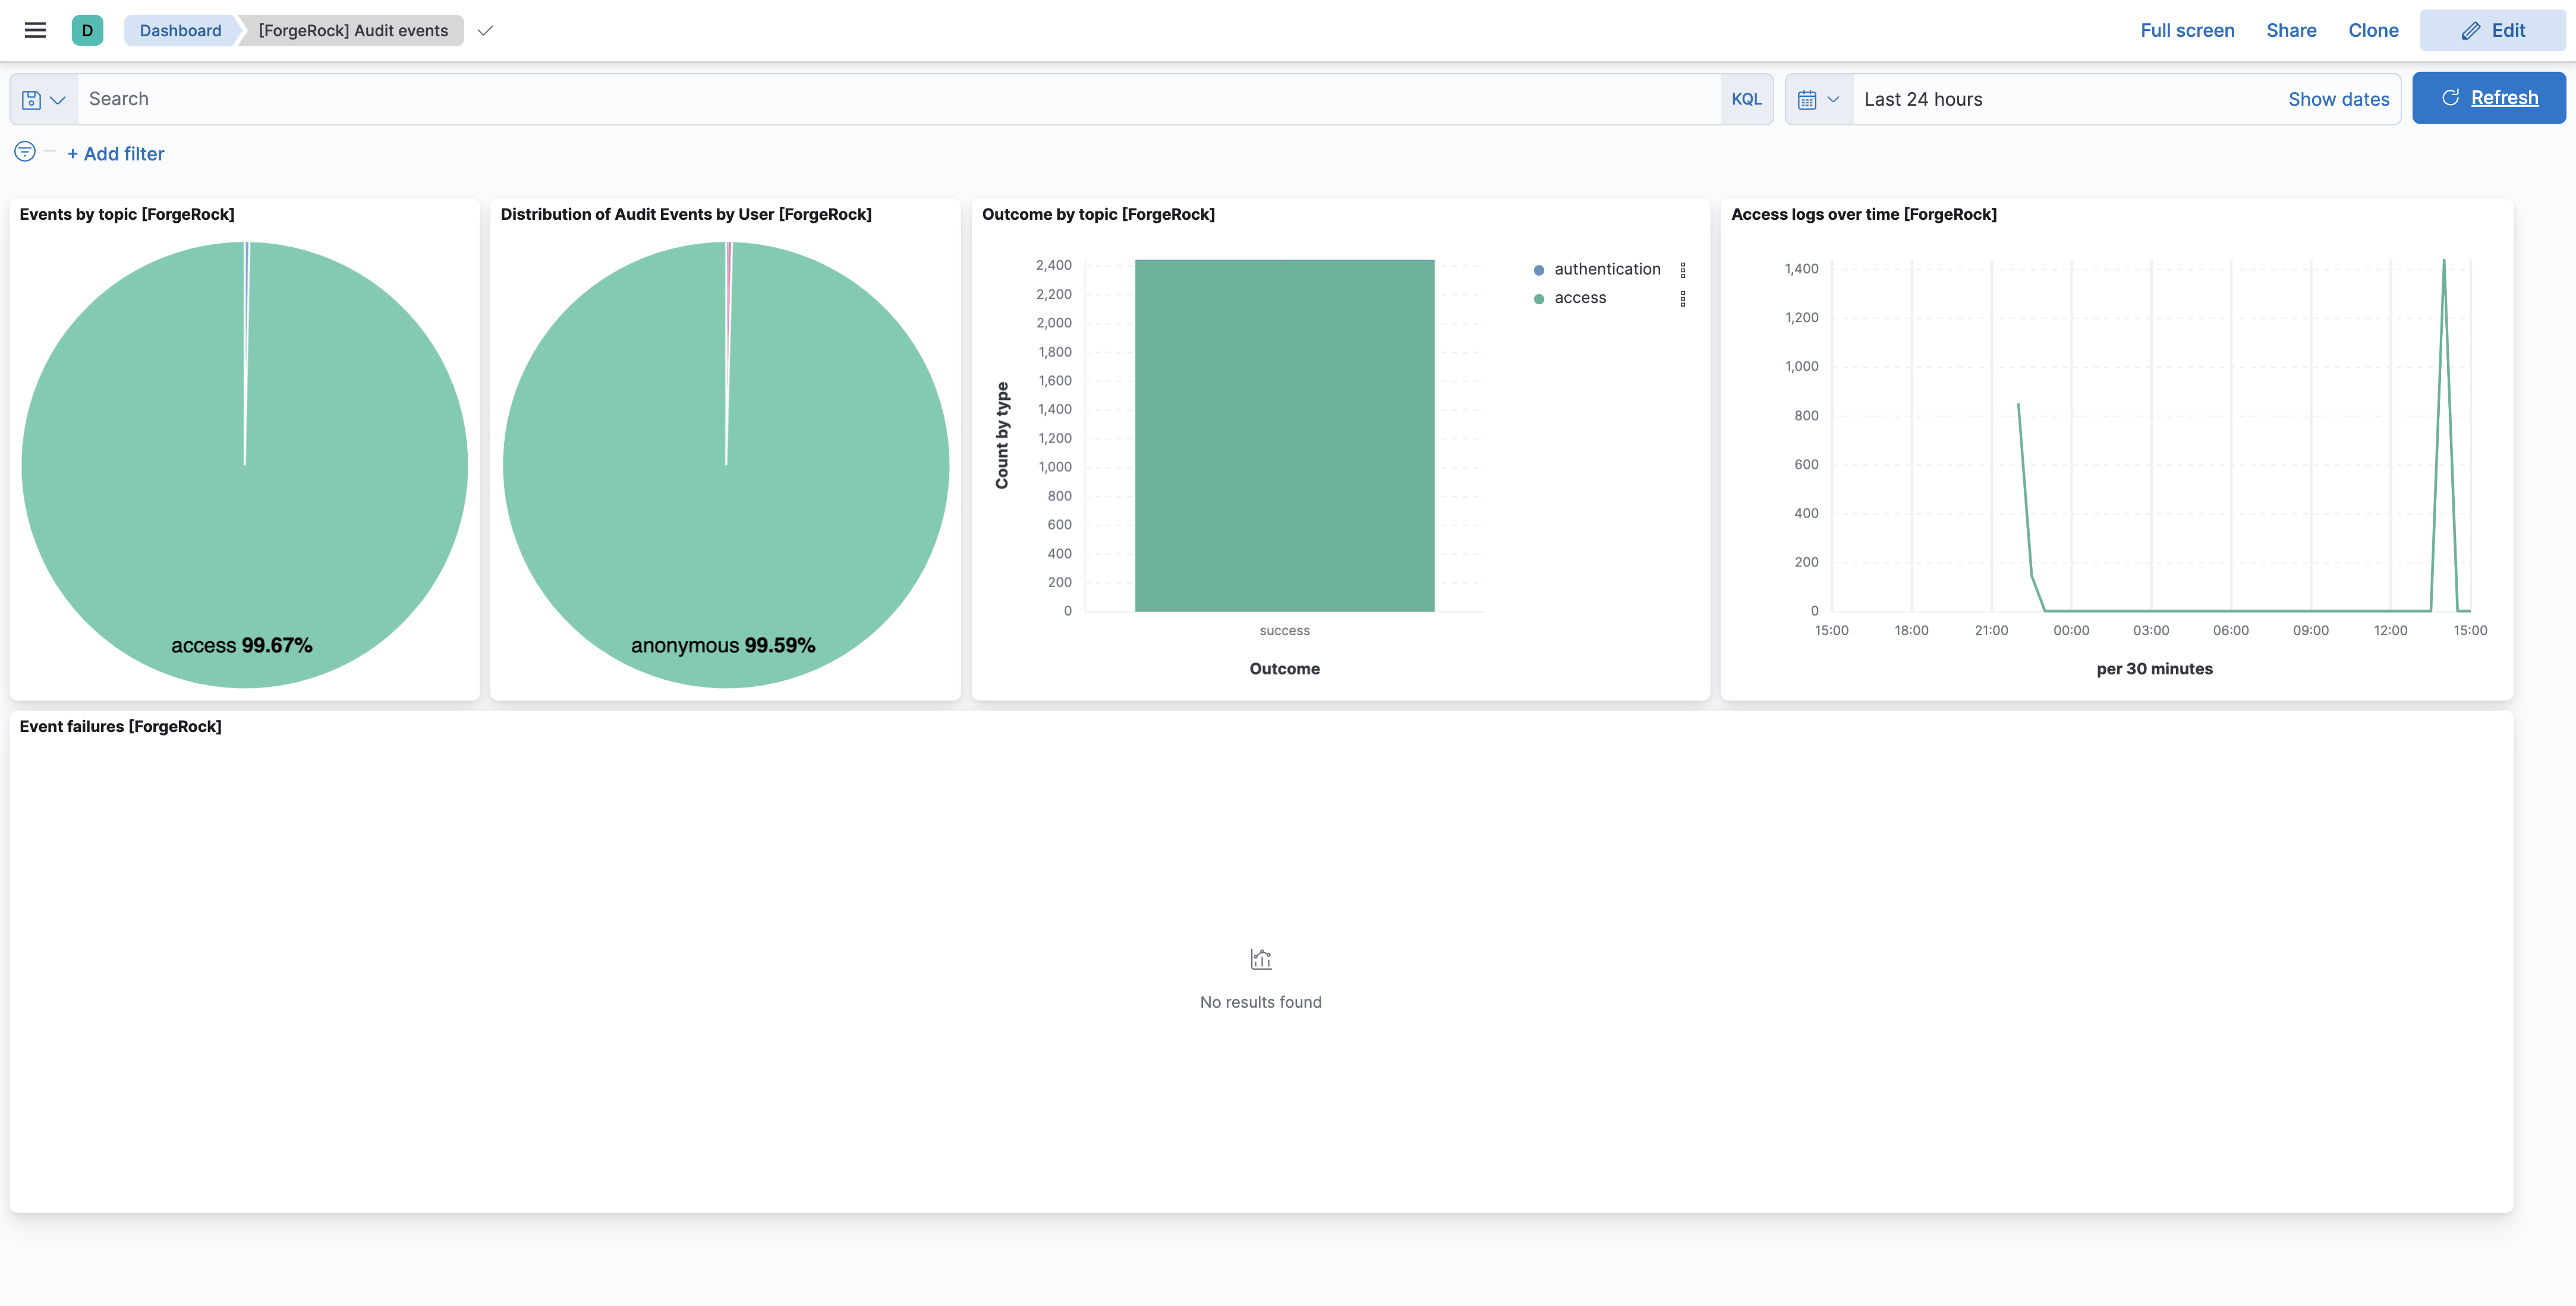 D Dashboard [ForgeRock] Audit events Full screen Share Clone Edit
Search KQL Last 24 hours Show dates Refresh
+ Add filter
Events by topic [ForgeRock]
access 99.67%
Distribution of Audit Events by User [ForgeRock]
anonymous 99.59%
Outcome by topic [ForgeRock]
Count by type
2,400
2,200
2,000
1,800
1,600
1,400
1,200
1,000
800
600
400
200
0
success
Outcome
authentication
access
Access logs over time [ForgeRock]
1,400
1,200
1,000
800
600
400
200
0
15:00 18:00 21:00 00:00 03:00 06:00 09:00 12:00 15:00
per 30 minutes
Event failures [ForgeRock]
No results found